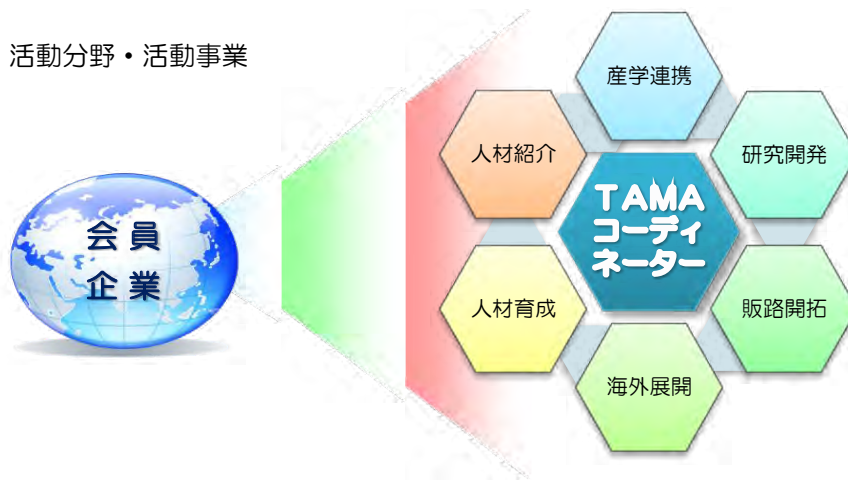 活動分野・活動事業
会員
企業
産学連携
人材紹介
研究開発
TAMA
コーディ
ネーター
人材育成
販路開拓
海外展開